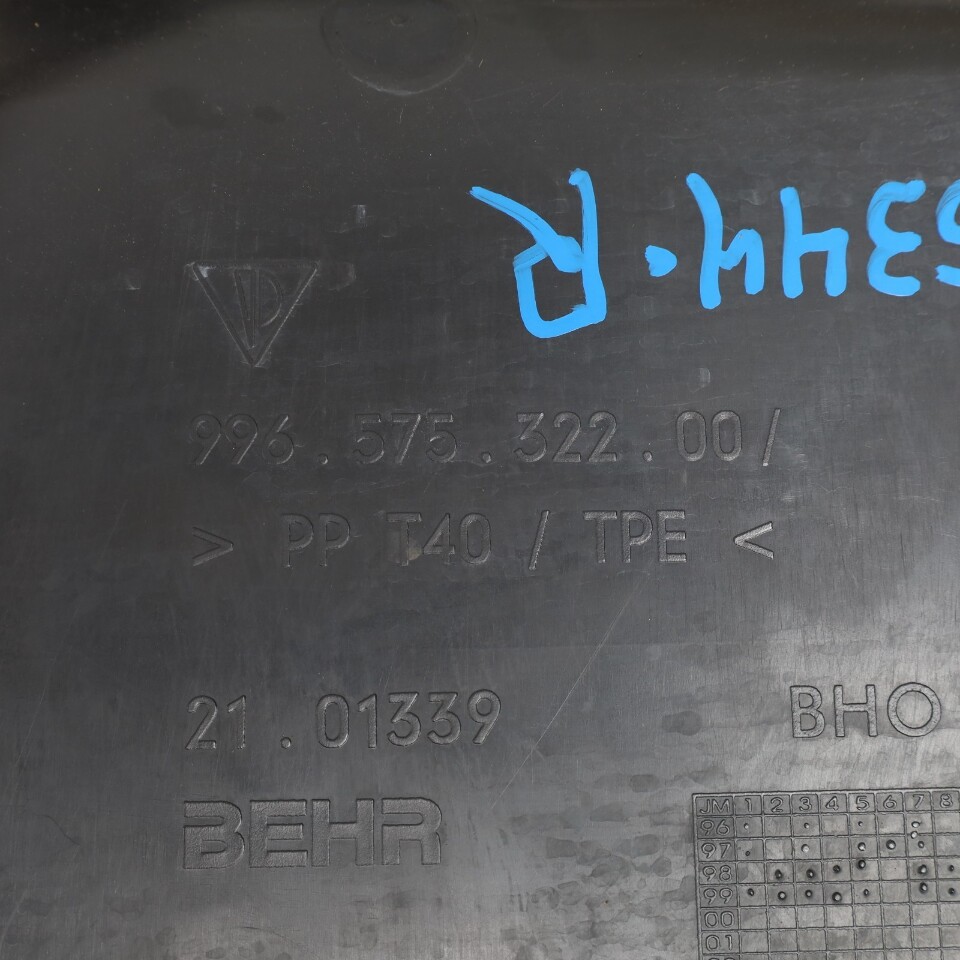 5344.R
996.575.322.00/
> PP T40 / TPE <
21.01339
BHO
BEHR
JM 1 2 3 4 5 6 7 8
96
97
98
99
00
01